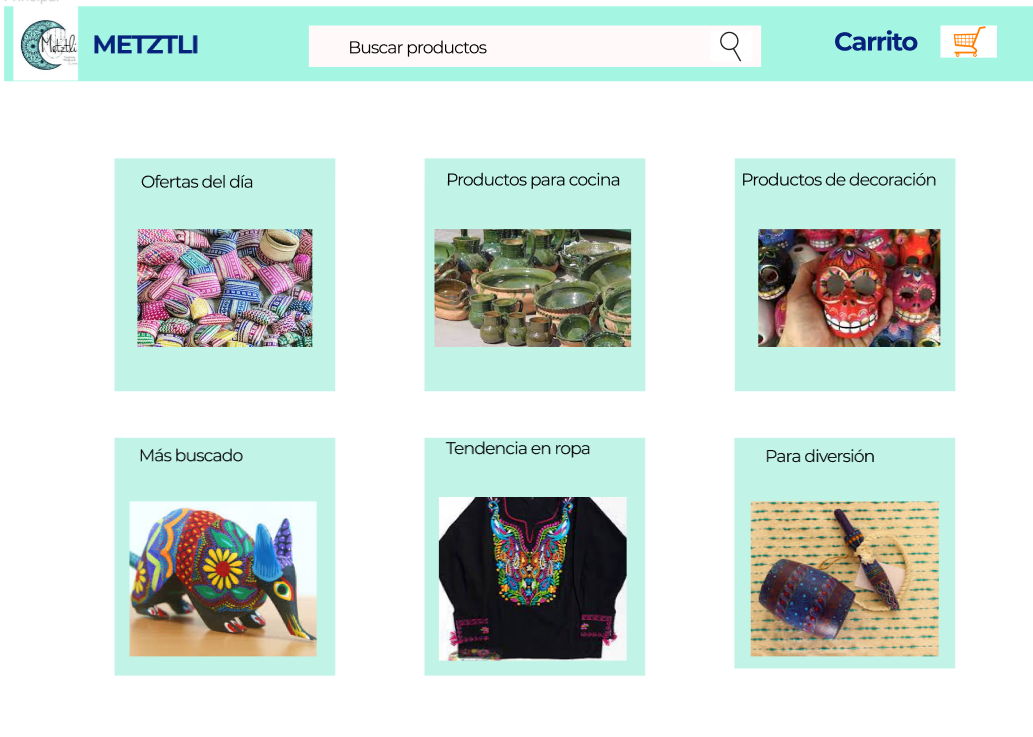 Principal
Metztli
METZTLI
Buscar productos
Carrito
Ofertas del día
Productos para cocina
Productos de decoración
Más buscado
Tendencia en ropa
Para diversión